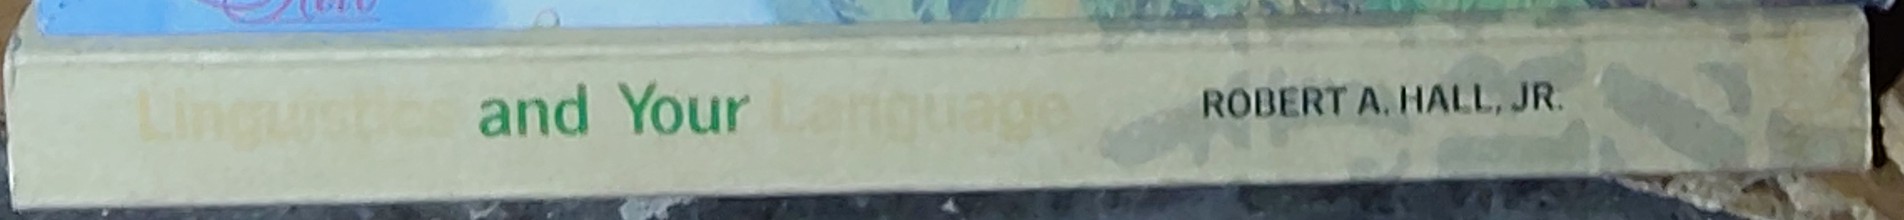 Linguistics and Your Language ROBERT A. HALL, JR.